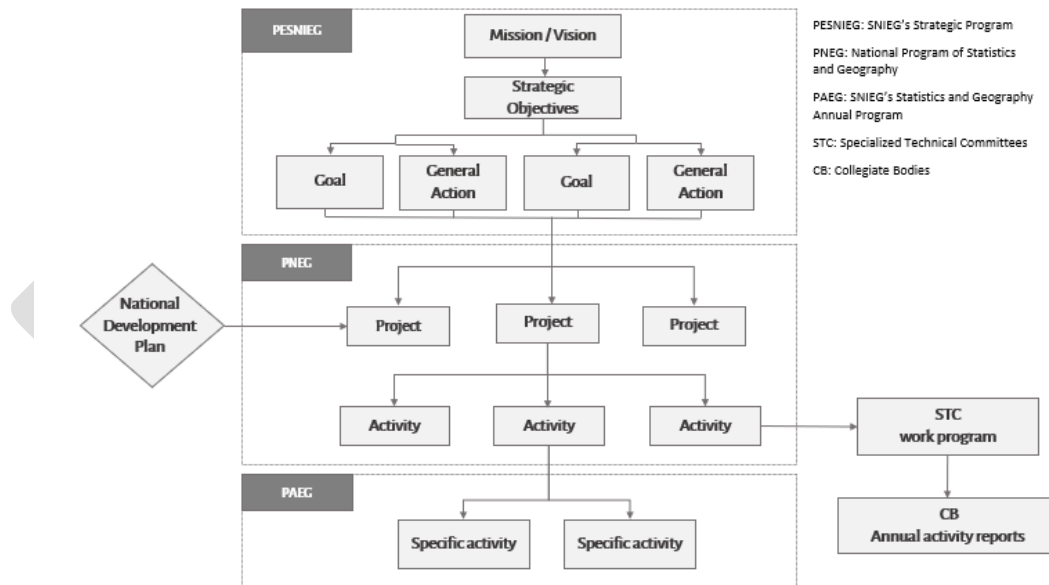 PESNIEG
Mission / Vision
Strategic
Objectives
Goal
General
Action
Goal
General
Action
PESNIEG: SNIEG's Strategic Program
PNEG: National Program of Statistics
and Geography
PAEG: SNIEG's Statistics and Geography
Annual Program
STC: Specialized Technical Committees
CB: Collegiate Bodies
PNEG
National
Development
Plan
Project
Project
Project
Activity
Activity
Activity
STC
work program
CB
Annual activity reports
PAEG
Specific activity
Specific activity